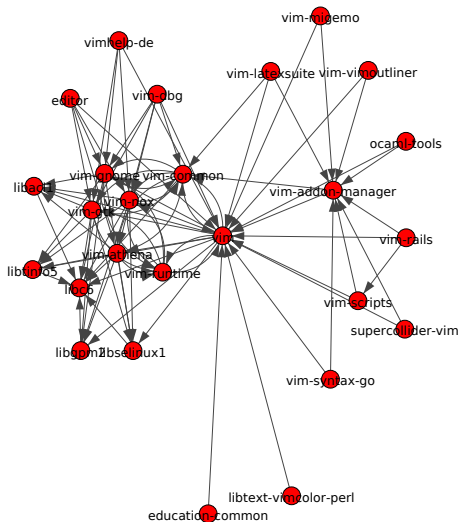 vim-migemo
vimhelp-de
vim-latexsuite
vim-vimoutliner
editor
vim-dbg
ocaml-tools
vim-gnome
vim-common
libacl1
vim-nox
vim-addon-manager
vim-gtk
vim
vim-rails
vim-athena
libtinfo5
vim-runtime
libc6
vim-scripts
supercollider-vim
libgpm2
libselinux1
vim-syntax-go
libtext-vimcolor-perl
education-common